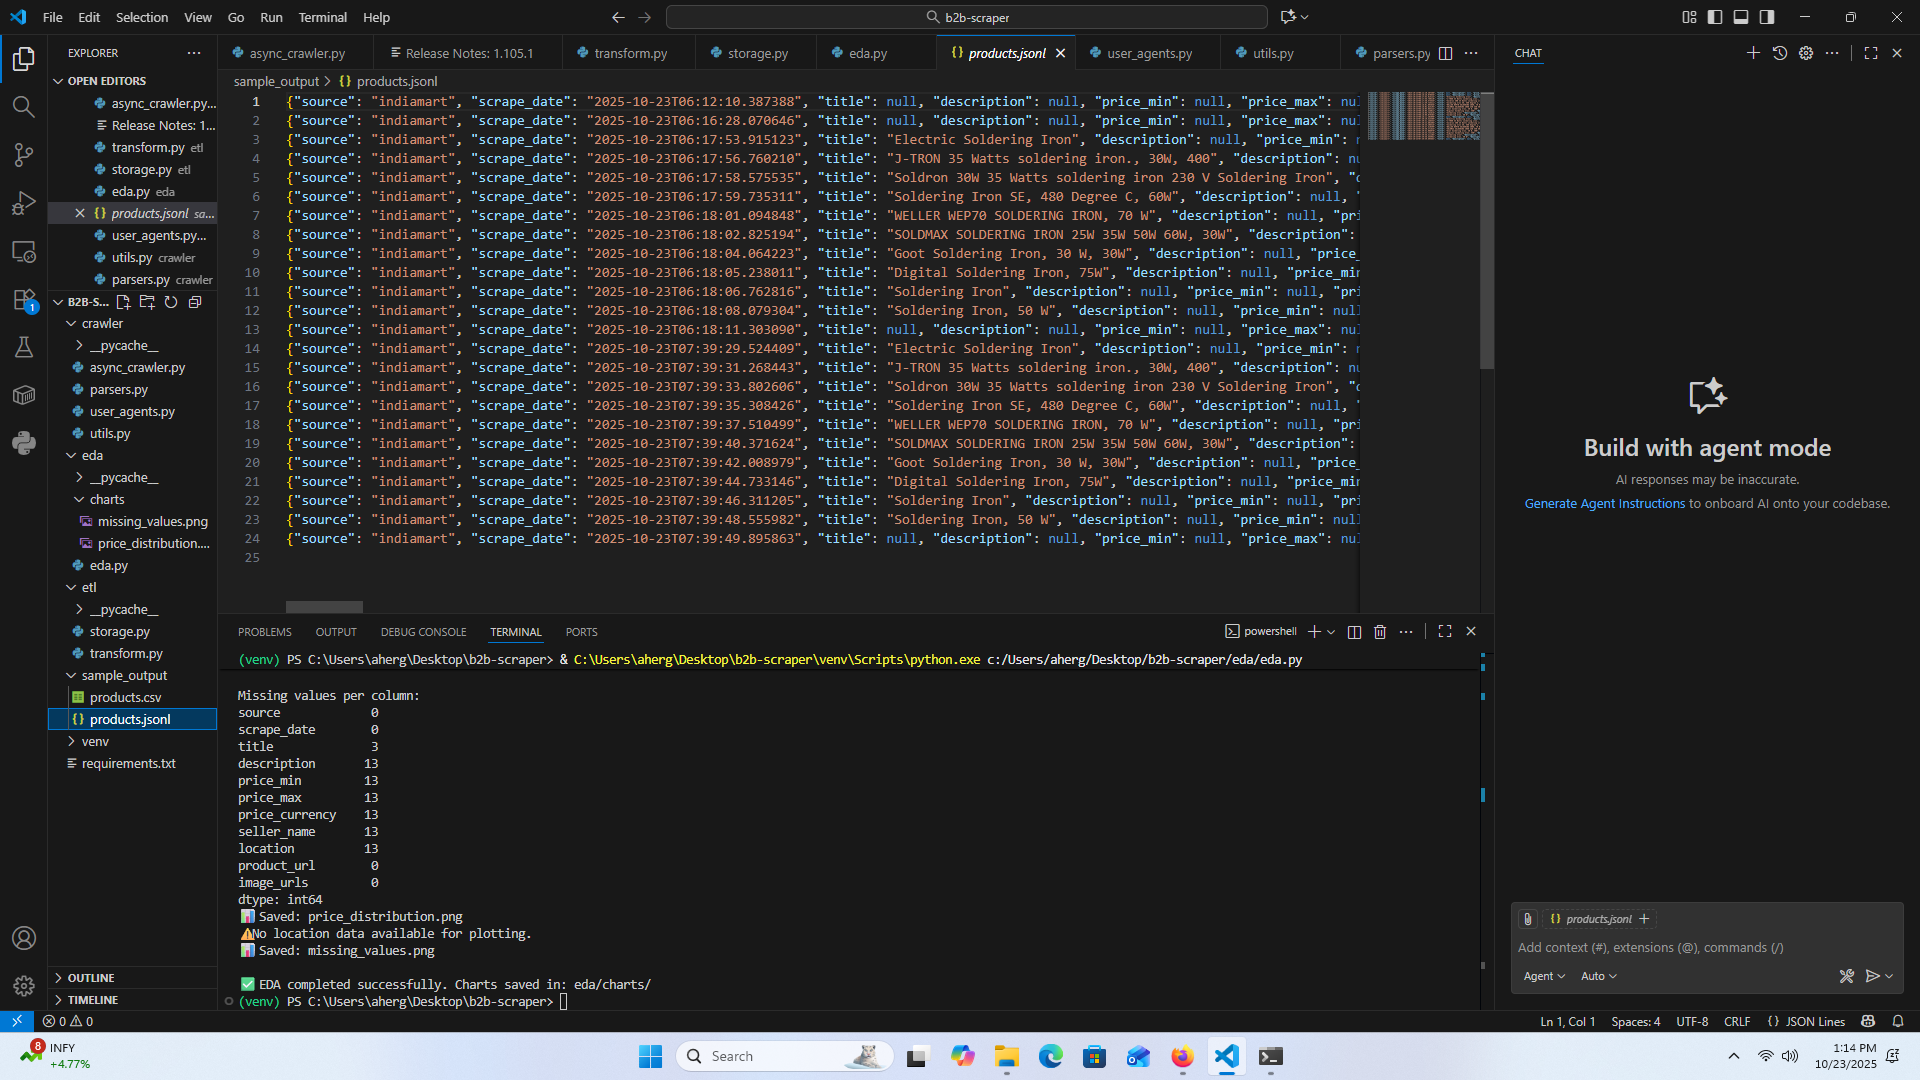 File Edit Selection View Go Run Terminal Help
b2b-scraper
EXPLORER
OPEN EDITORS
async_crawler.py...
Release Notes: 1...
transform.py etl
storage.py etl
eda.py eda
products.jsonl sa...
user_agents.py...
utils.py crawler
parsers.py crawler
B2B-S...
crawler
__pycache__
async_crawler.py
parsers.py
user_agents.py
utils.py
eda
__pycache__
charts
missing_values.png
price_distribution....
eda.py
etl
__pycache__
storage.py
transform.py
sample_output
products.csv
products.jsonl
venv
requirements.txt
OUTLINE
TIMELINE
1
async_crawler.py Release Notes: 1.105.1 transform.py storage.py eda.py products.jsonl user_agents.py utils.py parsers.py
sample_output > products.jsonl
1 {"source": "indiamart", "scrape_date": "2025-10-23T06:12:10.387388", "title": null, "description": null, "price_min": null, "price_max": nul
2 {"source": "indiamart", "scrape_date": "2025-10-23T06:16:28.070646", "title": null, "description": null, "price_min": null, "price_max": nul
3 {"source": "indiamart", "scrape_date": "2025-10-23T06:17:53.915123", "title": "Electric Soldering Iron", "description": null, "price_min":
4 {"source": "indiamart", "scrape_date": "2025-10-23T06:17:56.760210", "title": "J-TRON 35 Watts soldering iron., 30W, 400", "description": nu
5 {"source": "indiamart", "scrape_date": "2025-10-23T06:17:58.575535", "title": "Soldron 30W 35 Watts soldering iron 230 V Soldering Iron", "d
6 {"source": "indiamart", "scrape_date": "2025-10-23T06:17:59.735311", "title": "Soldering Iron SE, 480 Degree C, 60W", "description": null, "
7 {"source": "indiamart", "scrape_date": "2025-10-23T06:18:01.094848", "title": "WELLER WEP70 SOLDERING IRON, 70 W", "description": null, "pri
8 {"source": "indiamart", "scrape_date": "2025-10-23T06:18:02.825194", "title": "SOLDMAX SOLDERING IRON 25W 35W 50W 60W, 30W", "description":
9 {"source": "indiamart", "scrape_date": "2025-10-23T06:18:04.064223", "title": "Goot Soldering Iron, 30 W, 30W", "description": null, "price_
10 {"source": "indiamart", "scrape_date": "2025-10-23T06:18:05.238011", "title": "Digital Soldering Iron, 75W", "description": null, "price_min
11 {"source": "indiamart", "scrape_date": "2025-10-23T06:18:06.762816", "title": "Soldering Iron", "description": null, "price_min": null, "pri
12 {"source": "indiamart", "scrape_date": "2025-10-23T06:18:08.079304", "title": "Soldering Iron, 50 W", "description": null, "price_min": null
13 {"source": "indiamart", "scrape_date": "2025-10-23T06:18:11.303090", "title": null, "description": null, "price_min": null, "price_max": nul
14 {"source": "indiamart", "scrape_date": "2025-10-23T07:39:29.524409", "title": "Electric Soldering Iron", "description": null, "price_min":
15 {"source": "indiamart", "scrape_date": "2025-10-23T07:39:31.268443", "title": "J-TRON 35 Watts soldering iron., 30W, 400", "description": nu
16 {"source": "indiamart", "scrape_date": "2025-10-23T07:39:33.802606", "title": "Soldron 30W 35 Watts soldering iron 230 V Soldering Iron", "d
17 {"source": "indiamart", "scrape_date": "2025-10-23T07:39:35.308426", "title": "Soldering Iron SE, 480 Degree C, 60W", "description": null, "
18 {"source": "indiamart", "scrape_date": "2025-10-23T07:39:37.510499", "title": "WELLER WEP70 SOLDERING IRON, 70 W", "description": null, "pri
19 {"source": "indiamart", "scrape_date": "2025-10-23T07:39:40.371624", "title": "SOLDMAX SOLDERING IRON 25W 35W 50W 60W, 30W", "description":
20 {"source": "indiamart", "scrape_date": "2025-10-23T07:39:42.008979", "title": "Goot Soldering Iron, 30 W, 30W", "description": null, "price_
21 {"source": "indiamart", "scrape_date": "2025-10-23T07:39:44.733146", "title": "Digital Soldering Iron, 75W", "description": null, "price_min
22 {"source": "indiamart", "scrape_date": "2025-10-23T07:39:46.311205", "title": "Soldering Iron", "description": null, "price_min": null, "pri
23 {"source": "indiamart", "scrape_date": "2025-10-23T07:39:48.555982", "title": "Soldering Iron, 50 W", "description": null, "price_min": null
24 {"source": "indiamart", "scrape_date": "2025-10-23T07:39:49.895863", "title": null, "description": null, "price_min": null, "price_max": nul
25
PROBLEMS OUTPUT DEBUG CONSOLE TERMINAL PORTS
powershell
(venv) PS C:\Users\aherg\Desktop\b2b-scraper> & C:\Users\aherg\Desktop\b2b-scraper\venv\Scripts\python.exe c:/Users/aherg/Desktop/b2b-scraper/eda/eda.py
Missing values per column:
source 0
scrape_date 0
title 3
description 13
price_min 13
price_max 13
price_currency 13
seller_name 13
location 13
product_url 0
image_urls 0
dtype: int64
📊 Saved: price_distribution.png
⚠️No location data available for plotting.
📊 Saved: missing_values.png
✅ EDA completed successfully. Charts saved in: eda/charts/
(venv) PS C:\Users\aherg\Desktop\b2b-scraper>
CHAT
Build with agent mode
AI responses may be inaccurate.
Generate Agent Instructions to onboard AI onto your codebase.
products.jsonl
Add context (#), extensions (@), commands (/)
Agent Auto
0 0
Ln 1, Col 1 Spaces: 4 UTF-8 CRLF {} JSON Lines
8
INFY
+4.77%
Search
1:14 PM
10/23/2025